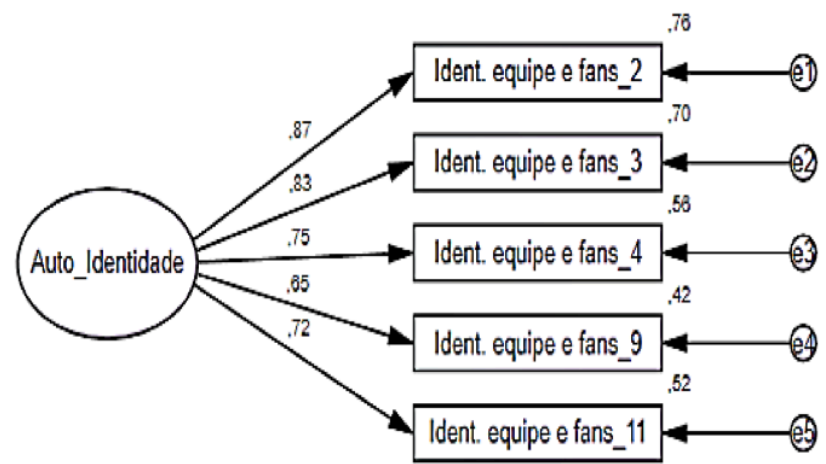 ,76
Ident. equipe e fans_2
e1
,87
,70
Ident. equipe e fans_3
e2
,83
,56
Auto_Identidade
,75
Ident. equipe e fans_4
e3
,65
,42
Ident. equipe e fans_9
e4
,72
,52
Ident. equipe e fans_11
e5